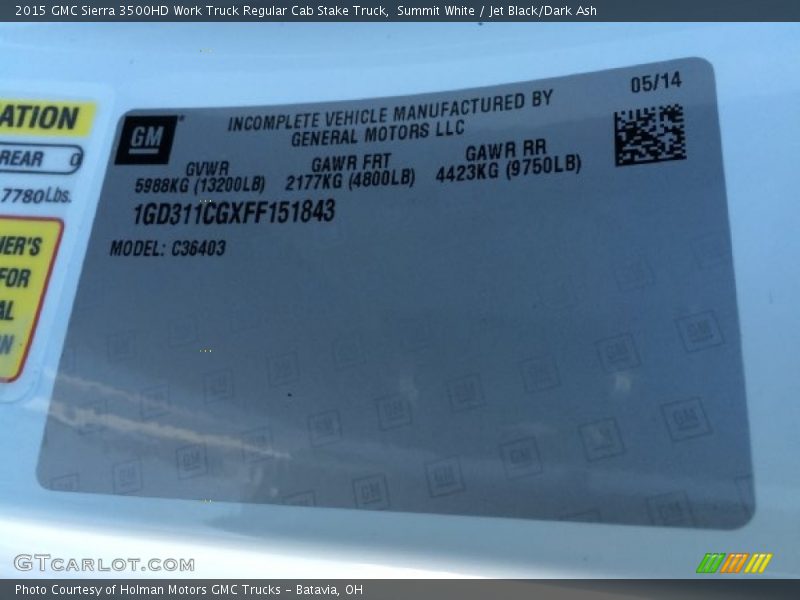 2015 GMC Sierra 3500HD Work Truck Regular Cab Stake Truck, Summit White / Jet Black/Dark Ash
05/14
GM
INCOMPLETE VEHICLE MANUFACTURED BY
GENERAL MOTORS LLC
GVWR GAWR FRT GAWR RR
5988KG (13200LB) 2177KG (4800LB) 4423KG (9750LB)
1GD311CGXFF151843
MODEL: C36403
ATION
REAR 0
7780Lbs.
ER'S
FOR
AL
N
GTCARLOT.COM
Photo Courtesy of Holman Motors GMC Trucks - Batavia, OH